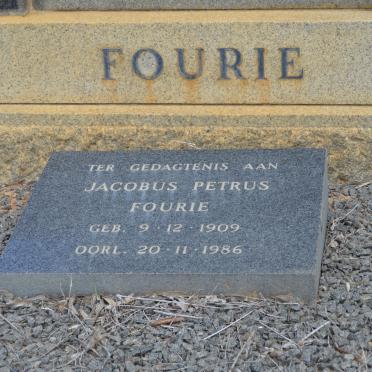 FOURIE
TER GEDAGTENIS AAN
JACOBUS PETRUS
FOURIE
GEB. 9 · 12 · 1909
OORL. 20 · 11 · 1986